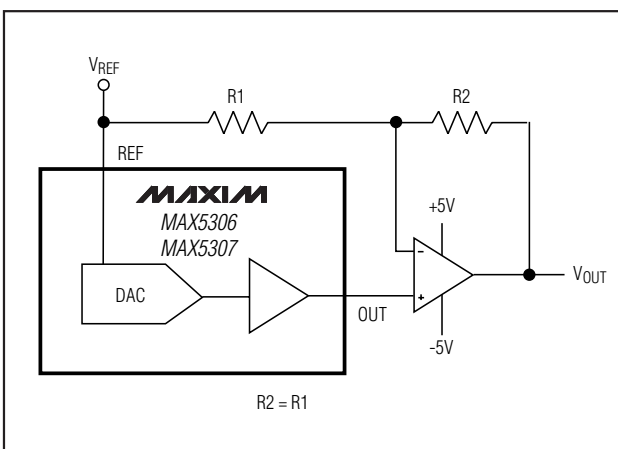 VREF
R1
R2
REF
MAXIM
MAX5306
MAX5307
+5V
−
DAC
+
VOUT
OUT
-5V
R2 = R1